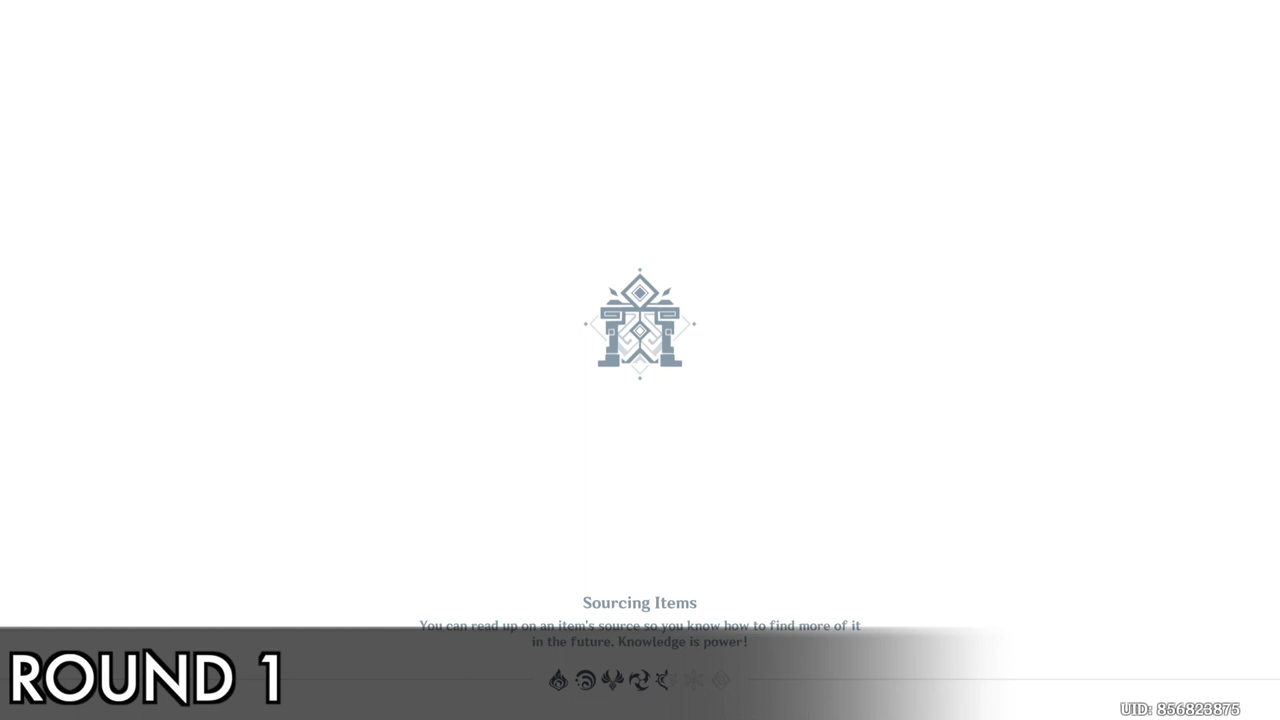 Sourcing Items
You can read up on an item's source so you know how to find more of it
in the future. Knowledge is power!
ROUND 1
UID: 856823875